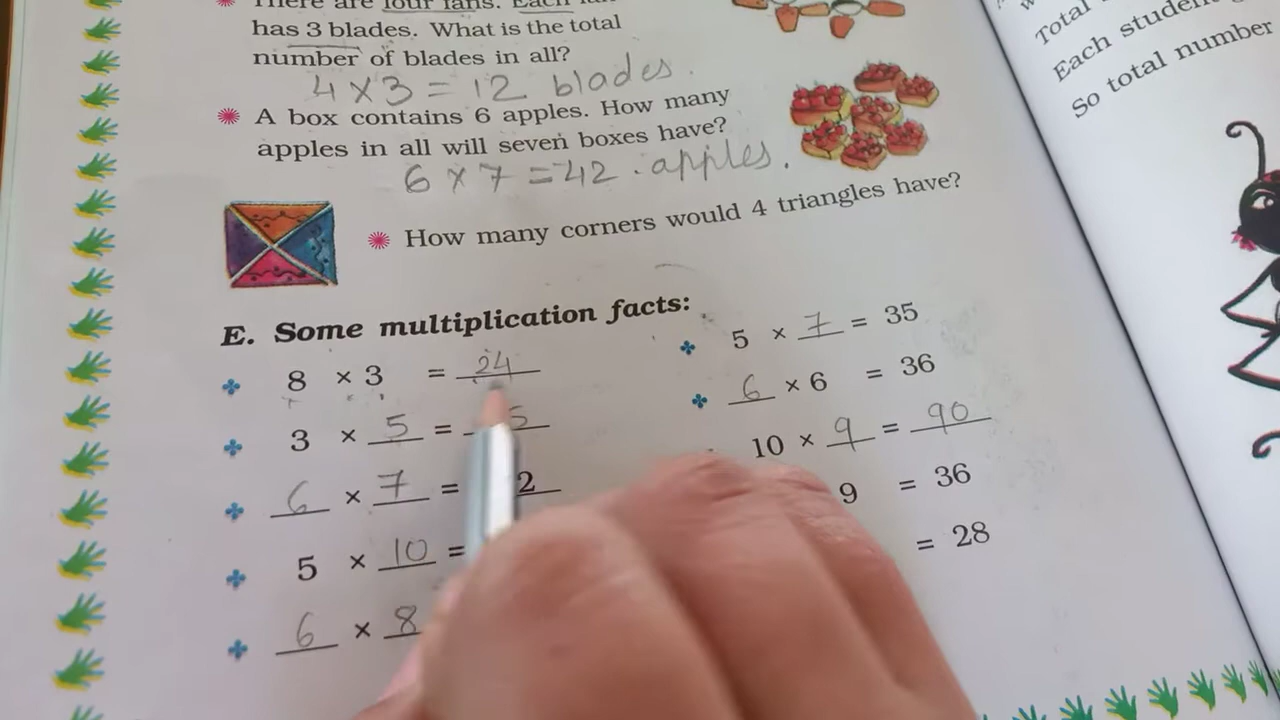 There are four fans. Each fan
has 3 blades. What is the total
number of blades in all?
4 × 3 = 12 blades.
A box contains 6 apples. How many
apples in all will seven boxes have?
6 × 7 = 42 . apples.
How many corners would 4 triangles have?
E. Some multiplication facts:
8 × 3 = 24
3 × 5 = 5
6 × 7 = 2
5 × 10 =
6 × 8
5 × 7 = 35
6 × 6 = 36
10 × 9 = 90
9 = 36
= 28
Total
Each student
So total number